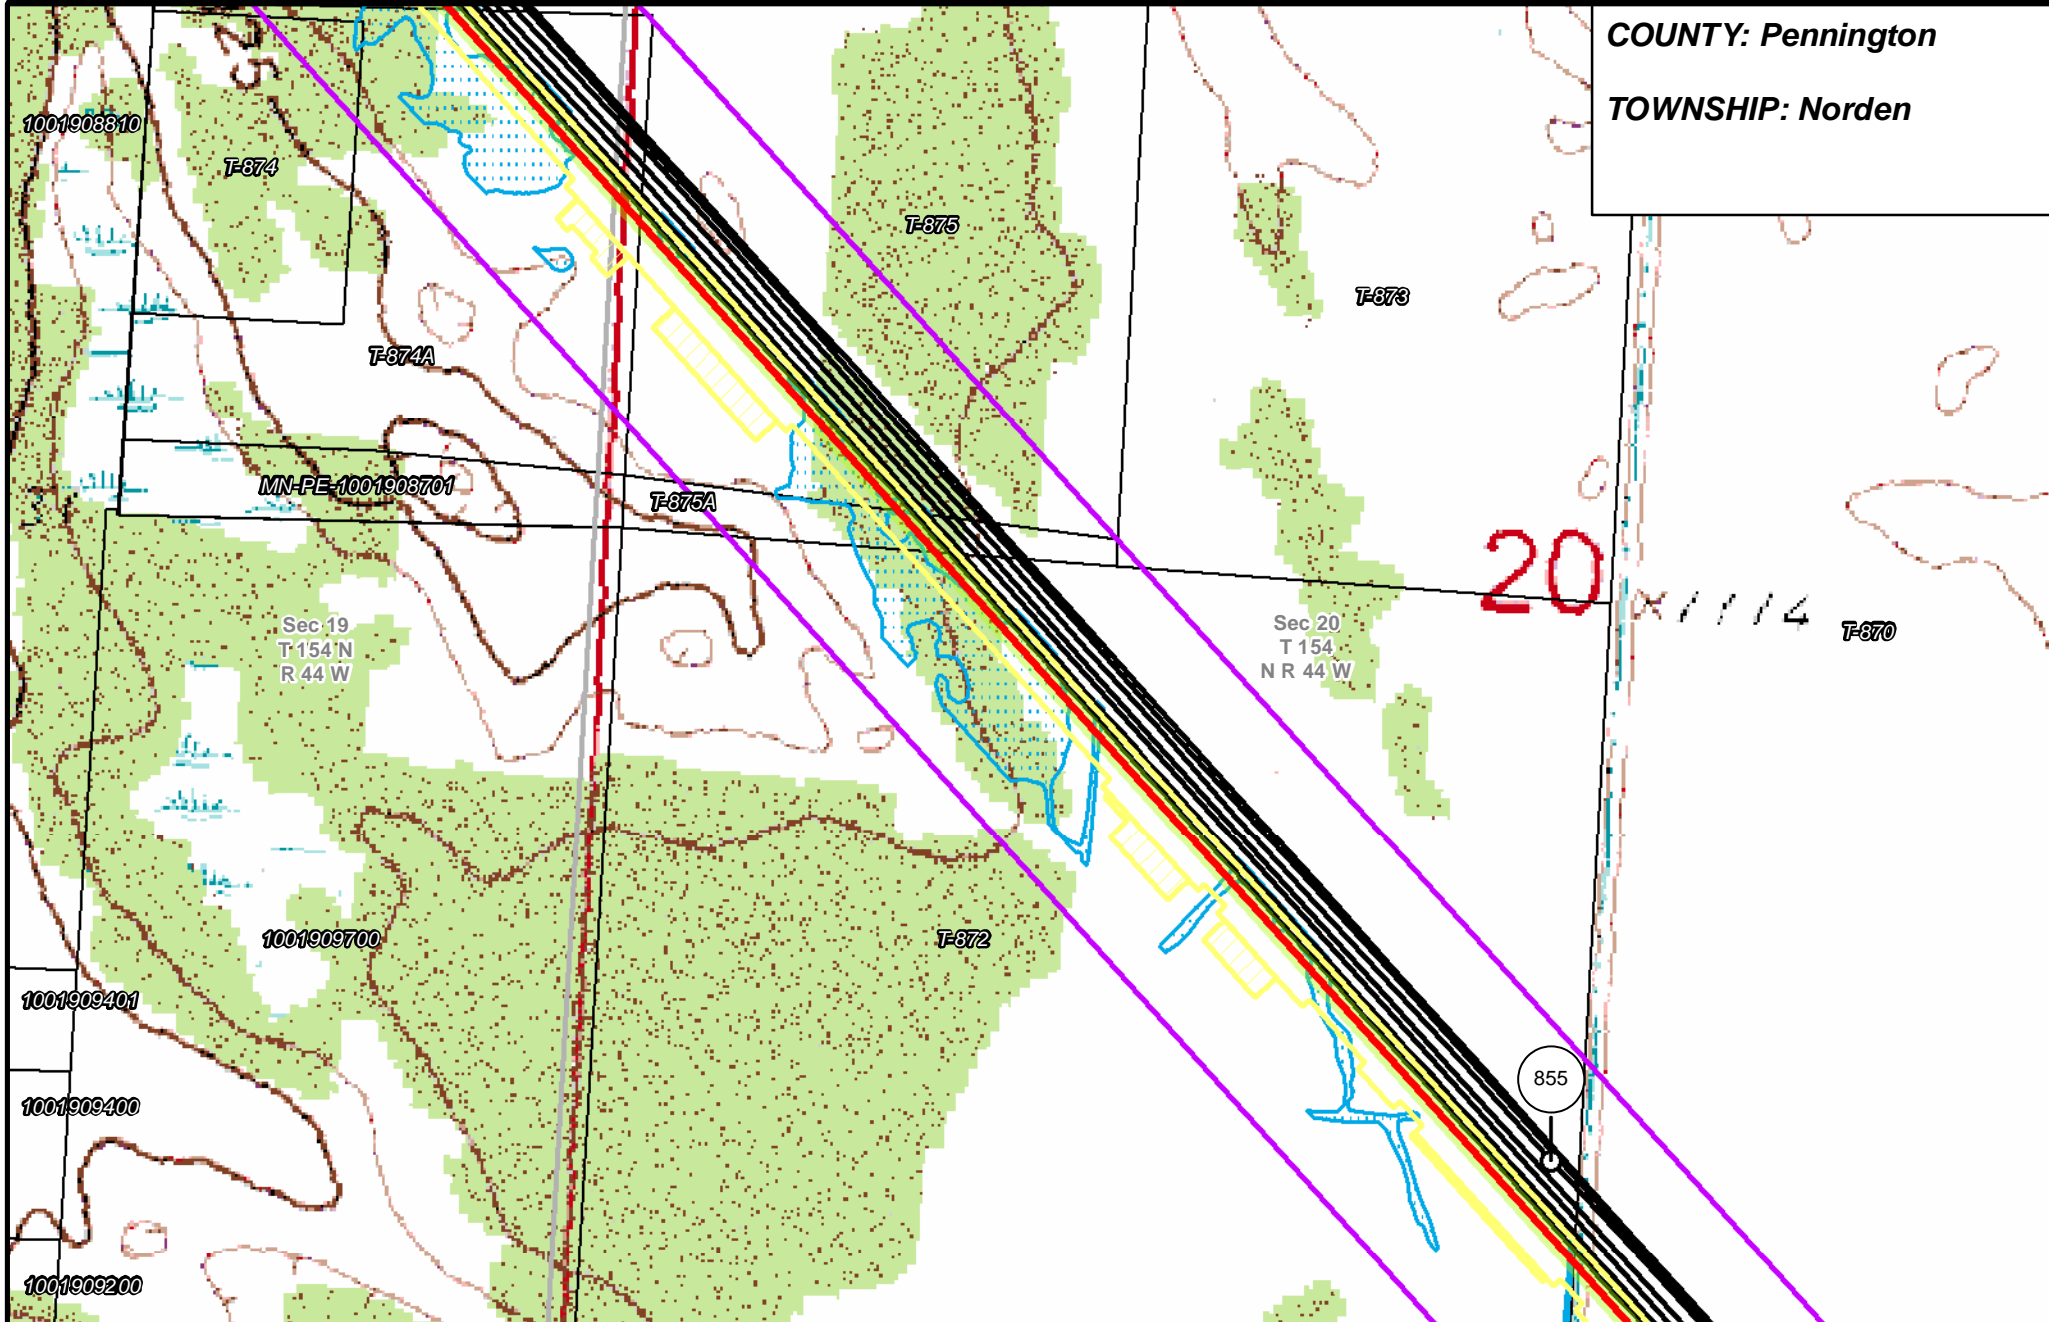 COUNTY: Pennington
TOWNSHIP: Norden
1001908810
T-874
T-875
T-873
T-874A
MN-PE-1001908701
T-875A
20
1114
T-870
Sec 19
T 154 N
R 44 W
Sec 20
T 154
N R 44 W
1001909700
T-872
1001909401
855
1001909400
1001909200